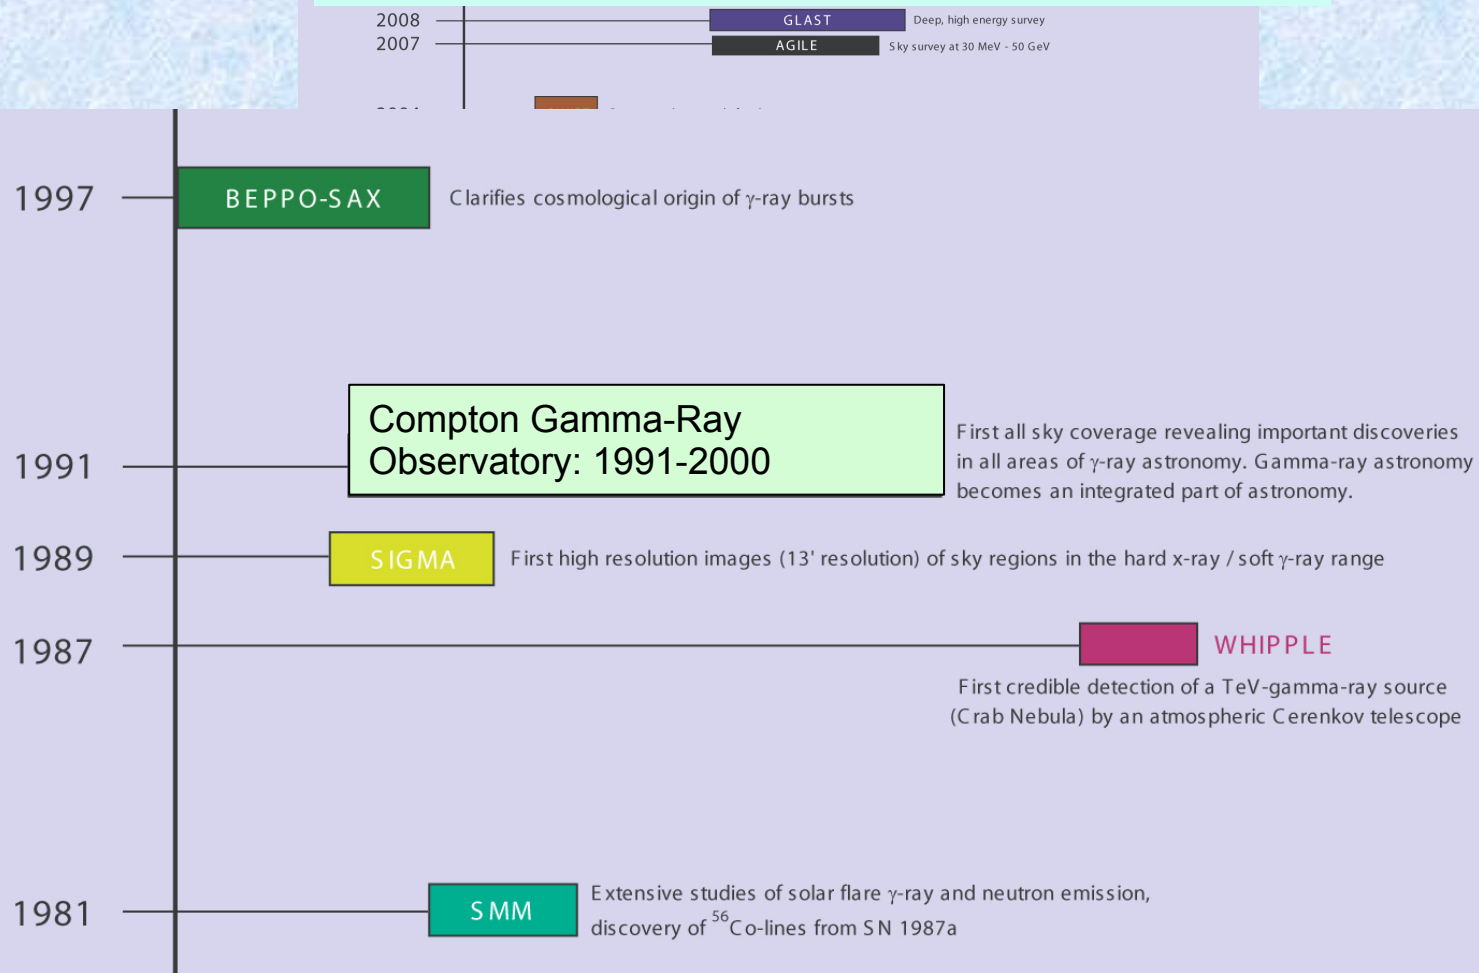 2008 GLAST Deep, high energy survey
2007 AGILE Sky survey at 30 MeV - 50 GeV
1997 BEPPO-SAX Clarifies cosmological origin of γ-ray bursts
Compton Gamma-Ray
Observatory: 1991-2000
1991
First all sky coverage revealing important discoveries
in all areas of γ-ray astronomy. Gamma-ray astronomy
becomes an integrated part of astronomy.
1989 SIGMA First high resolution images (13' resolution) of sky regions in the hard x-ray / soft γ-ray range
1987 WHIPPLE
First credible detection of a TeV-gamma-ray source
(Crab Nebula) by an atmospheric Cerenkov telescope
1981 SMM
Extensive studies of solar flare γ-ray and neutron emission,
discovery of ⁵⁶Co-lines from SN 1987a